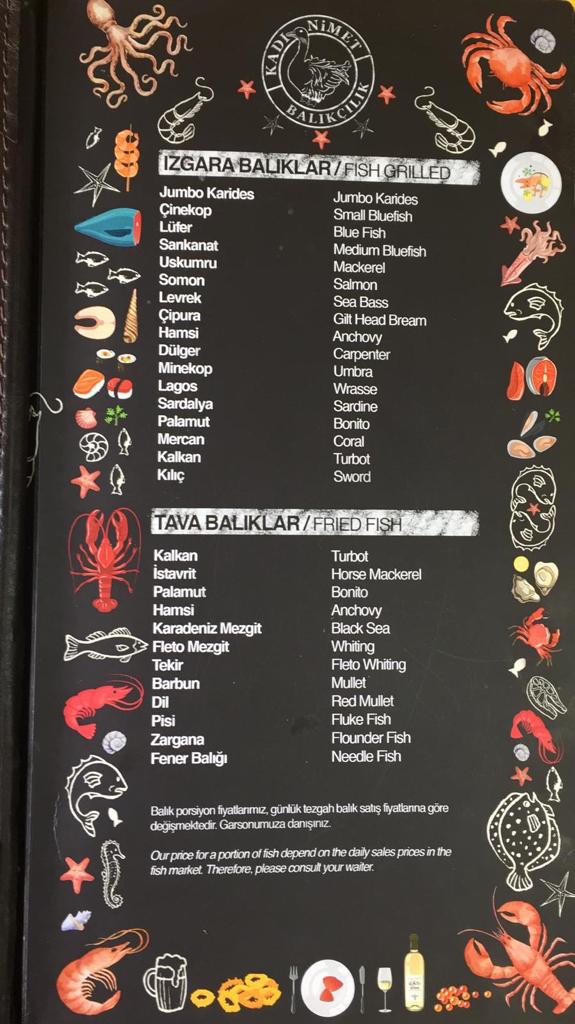 KADI NiMET BALIKÇILIK
IZGARA BALIKLAR / FISH GRILLED
Jumbo Karides Jumbo Karides
Çinekop Small Bluefish
Lüfer Blue Fish
Sarıkanat Medium Bluefish
Uskumru Mackerel
Somon Salmon
Levrek Sea Bass
Çipura Gilt Head Bream
Hamsi Anchovy
Dülger Carpenter
Minekop Umbra
Lagos Wrasse
Sardalya Sardine
Palamut Bonito
Mercan Coral
Kalkan Turbot
Kılıç Sword
TAVA BALIKLAR / FRIED FISH
Kalkan Turbot
İstavrit Horse Mackerel
Palamut Bonito
Hamsi Anchovy
Karadeniz Mezgit Black Sea
Fleto Mezgit Whiting
Tekir Fleto Whiting
Barbun Mullet
Dil Red Mullet
Pisi Fluke Fish
Zargana Flounder Fish
Fener Balığı Needle Fish
Balık porsiyon fiyatlarımız, günlük tezgah balık satış fiyatlarına göre
değişmektedir. Garsonumuza danışınız.
Our price for a portion of fish depend on the daily sales prices in the
fish market. Therefore, please consult your waiter.